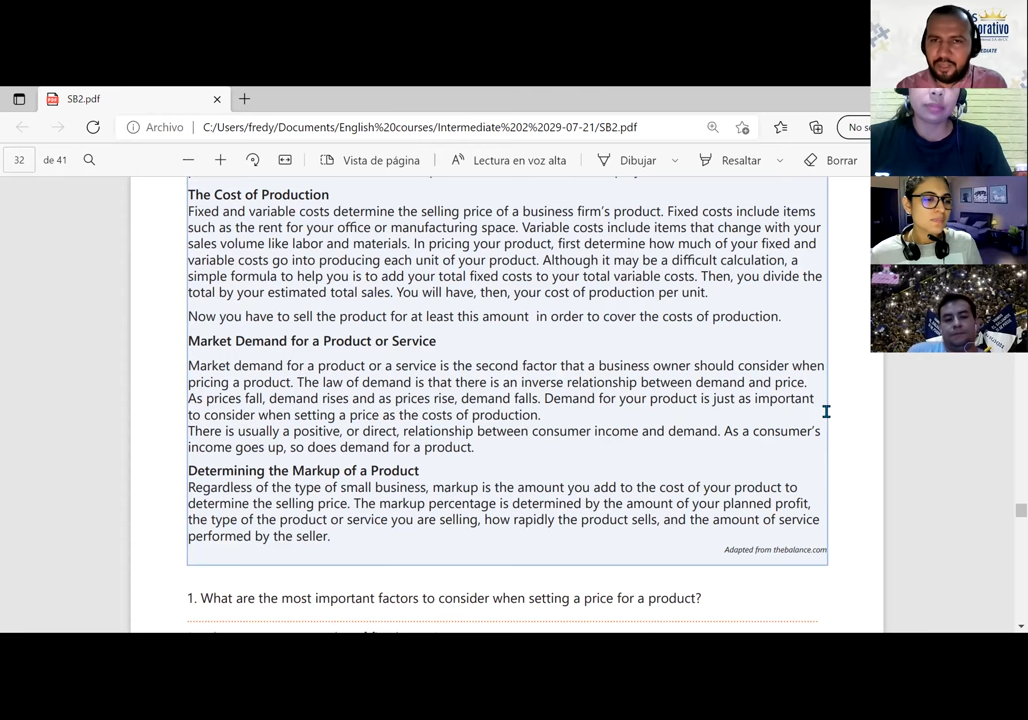 SB2.pdf
Archivo
C:/Users/fredy/Documents/English%20courses/Intermediate%202%2029-07-21/SB2.pdf
No se
32
de 41
Vista de página
Lectura en voz alta
Dibujar
Resaltar
Borrar
The Cost of Production
Fixed and variable costs determine the selling price of a business firm's product. Fixed costs include items
such as the rent for your office or manufacturing space. Variable costs include items that change with your
sales volume like labor and materials. In pricing your product, first determine how much of your fixed and
variable costs go into producing each unit of your product. Although it may be a difficult calculation, a
simple formula to help you is to add your total fixed costs to your total variable costs. Then, you divide the
total by your estimated total sales. You will have, then, your cost of production per unit.
Now you have to sell the product for at least this amount in order to cover the costs of production.
Market Demand for a Product or Service
Market demand for a product or a service is the second factor that a business owner should consider when
pricing a product. The law of demand is that there is an inverse relationship between demand and price.
As prices fall, demand rises and as prices rise, demand falls. Demand for your product is just as important
to consider when setting a price as the costs of production.
There is usually a positive, or direct, relationship between consumer income and demand. As a consumer's
income goes up, so does demand for a product.
Determining the Markup of a Product
Regardless of the type of small business, markup is the amount you add to the cost of your product to
determine the selling price. The markup percentage is determined by the amount of your planned profit,
the type of the product or service you are selling, how rapidly the product sells, and the amount of service
performed by the seller.
Adapted from thebalance.com
1. What are the most important factors to consider when setting a price for a product?